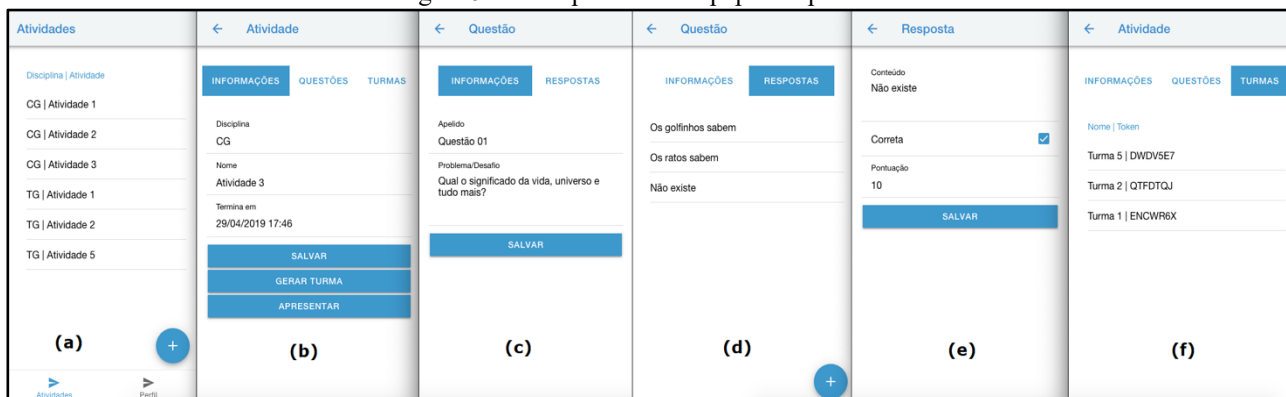 Atividades
Disciplina | Atividade
CG | Atividade 1
CG | Atividade 2
CG | Atividade 3
TG | Atividade 1
TG | Atividade 2
TG | Atividade 5
+
(a)
Atividades
Perfil
← Atividade
INFORMAÇÕES QUESTÕES TURMAS
Disciplina
CG
Nome
Atividade 3
Termina em
29/04/2019 17:46
SALVAR
GERAR TURMA
APRESENTAR
(b)
← Questão
INFORMAÇÕES RESPOSTAS
Apelido
Questão 01
Problema/Desafio
Qual o significado da vida, universo e
tudo mais?
SALVAR
(c)
← Questão
INFORMAÇÕES RESPOSTAS
Os golfinhos sabem
Os ratos sabem
Não existe
(d)
+
← Resposta
Conteúdo
Não existe
Correta
Pontuação
10
SALVAR
(e)
← Atividade
INFORMAÇÕES QUESTÕES TURMAS
Nome | Token
Turma 5 | DWDV5E7
Turma 2 | QTFDTQJ
Turma 1 | ENCWR6X
(f)